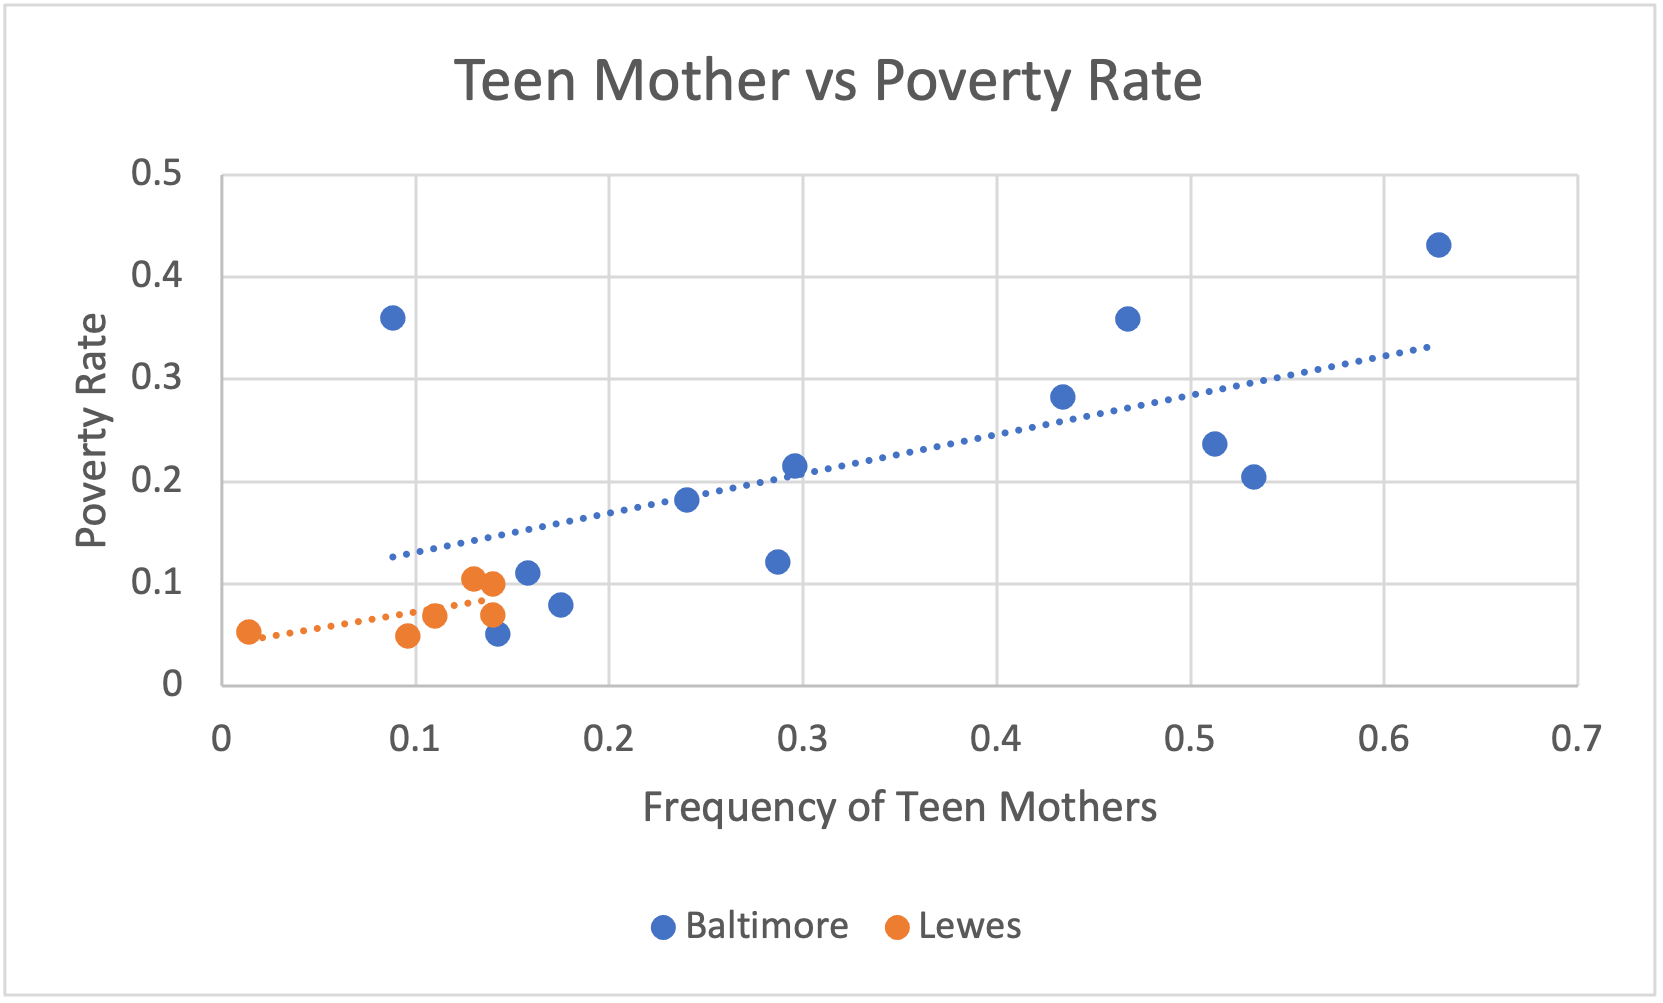 Teen Mother vs Poverty Rate
0.5
0.4
0.3
0.2
0.1
0
Poverty Rate
0 0.1 0.2 0.3 0.4 0.5 0.6 0.7
Frequency of Teen Mothers
Baltimore Lewes